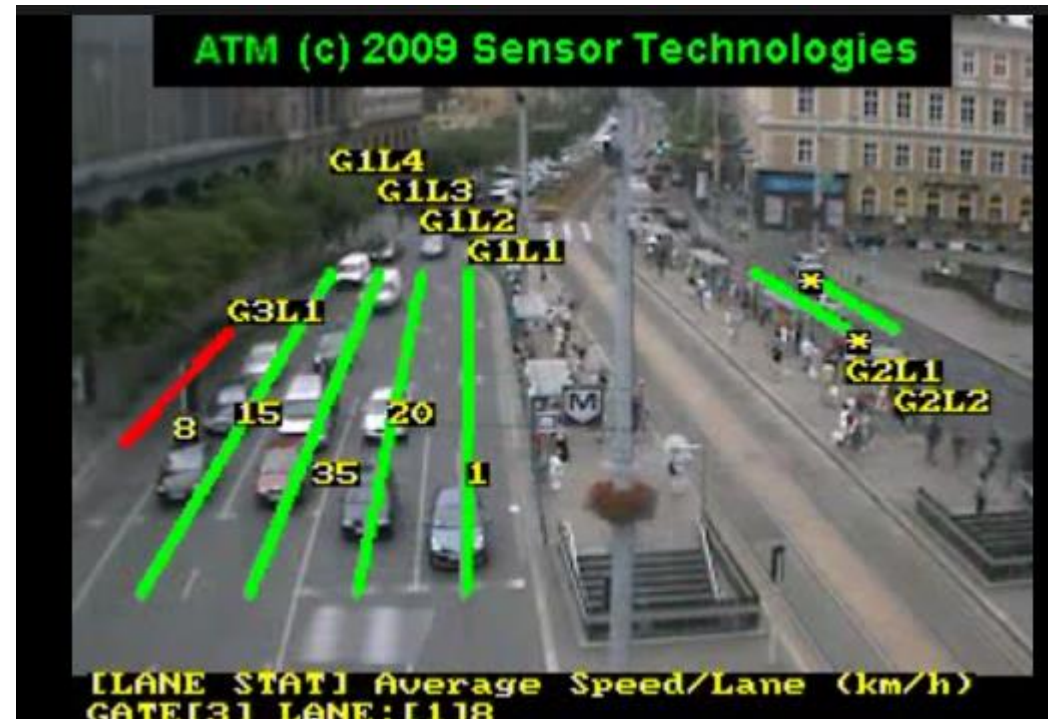 ATM (c) 2009 Sensor Technologies
G1L4
G1L3
G1L2
G1L1
G3L1
G2L1
G2L2
8
15
20
35
1
M
[LANE STAT] Average Speed/Lane (km/h)
GATE[3] LANE:[1]8